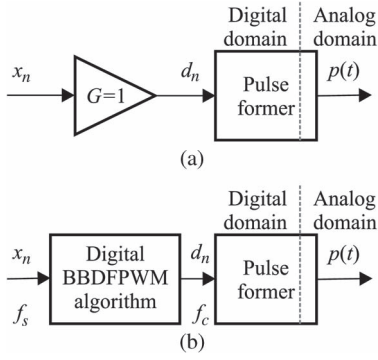 Digital domain
Analog domain
x_n
G=1
d_n
Pulse former
p(t)
(a)
Digital domain
Analog domain
x_n
Digital
BBDFPWM
algorithm
d_n
Pulse former
p(t)
f_s
f_c
(b)